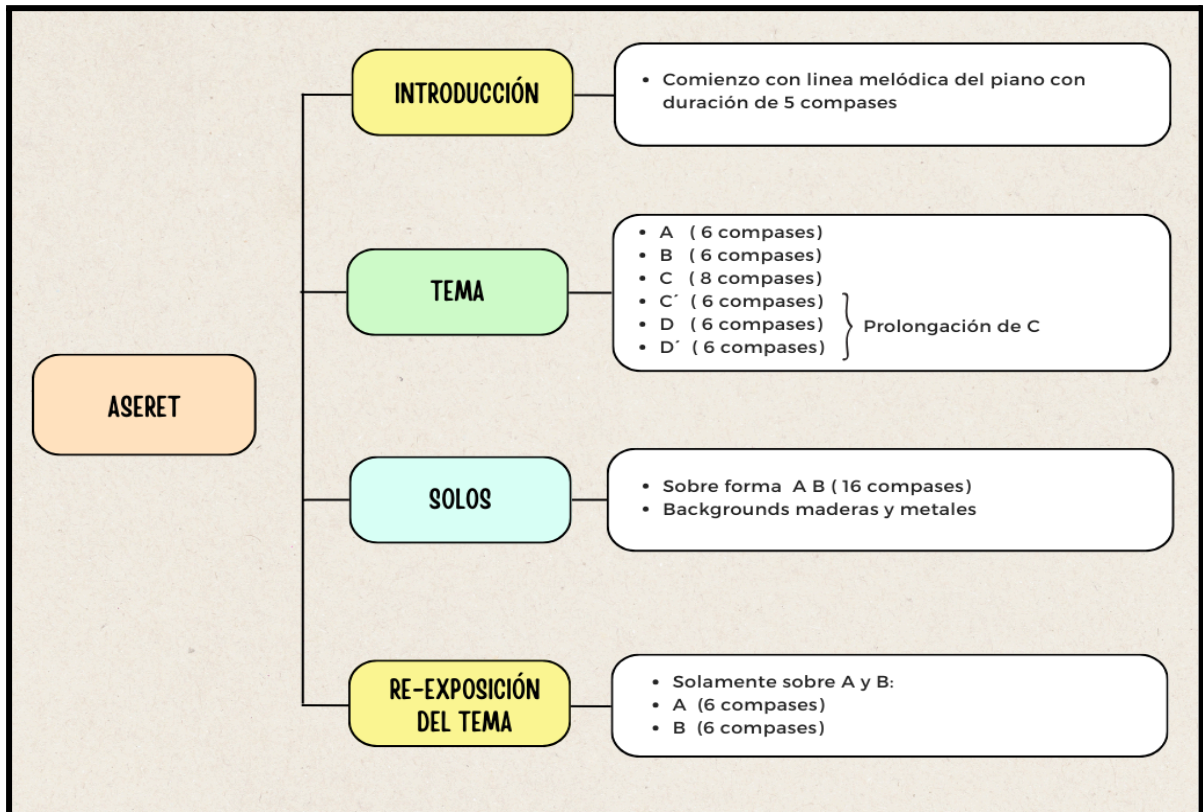 ASERET
INTRODUCCIÓN
• Comienzo con linea melódica del piano con
duración de 5 compases
TEMA
• A ( 6 compases)
• B ( 6 compases)
• C ( 8 compases)
• C´ ( 6 compases)
• D ( 6 compases)
• D´ ( 6 compases)
Prolongación de C
SOLOS
• Sobre forma A B ( 16 compases)
• Backgrounds maderas y metales
RE-EXPOSICIÓN
DEL TEMA
• Solamente sobre A y B:
• A (6 compases)
• B (6 compases)